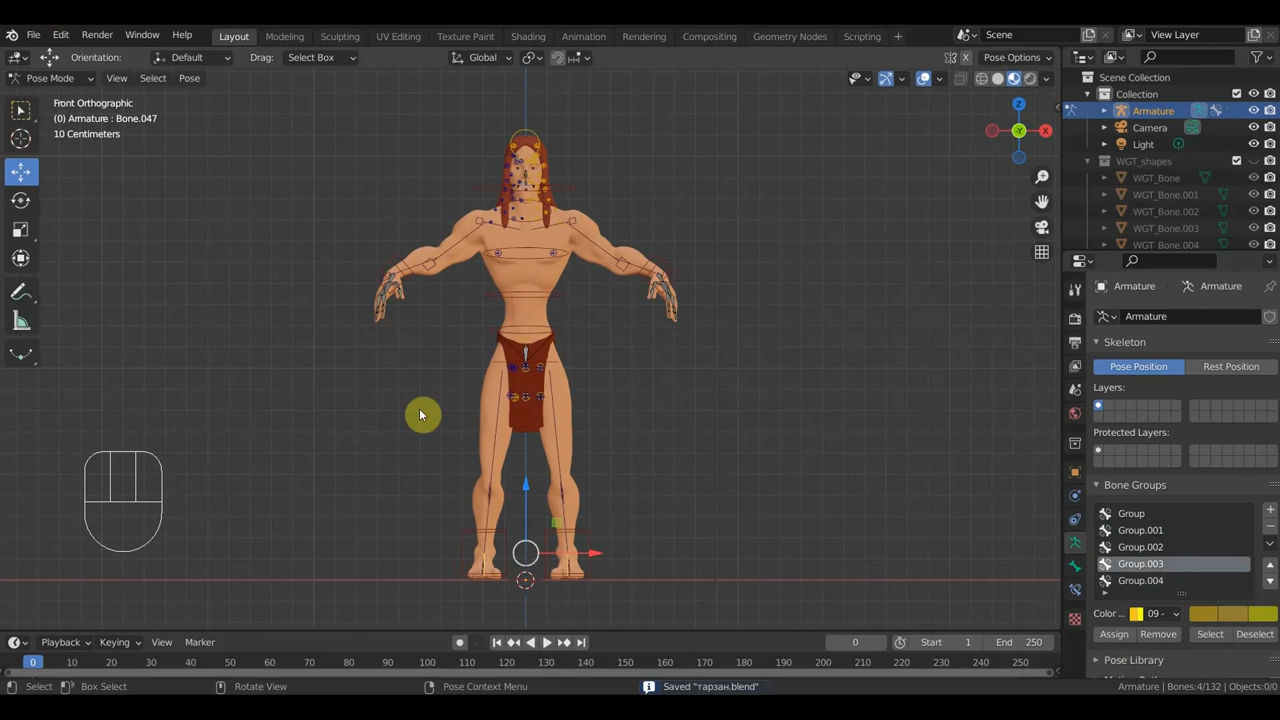 File Edit Render Window Help Layout Modeling Sculpting UV Editing Texture Paint Shading Animation Rendering Compositing Geometry Nodes Scripting + Scene View Layer
Orientation: Default Drag: Select Box Global X Pose Options
Pose Mode View Select Pose
Front Orthographic
(0) Armature : Bone.047
10 Centimeters
Z
Y
X
Scene Collection
Collection
Armature
Camera
Light
WGT_shapes
WGT_Bone
WGT_Bone.001
WGT_Bone.002
WGT_Bone.003
WGT_Bone.004
Armature Armature
Armature
Skeleton
Pose Position Rest Position
Layers:
Protected Layers:
Bone Groups
Group
Group.001
Group.002
Group.003
Group.004
Color ... 09 -
Assign Remove Select Deselect
Pose Library
Playback Keying View Marker 0 Start 1 End 250
0 10 20 30 40 50 60 70 80 90 100 110 120 130 140 150 160 170 180 190 200 210 220 230 240 250
Select Box Select Rotate View Pose Context Menu Saved "тарзан.blend" Armature | Bones:4/132 | Objects:0/0